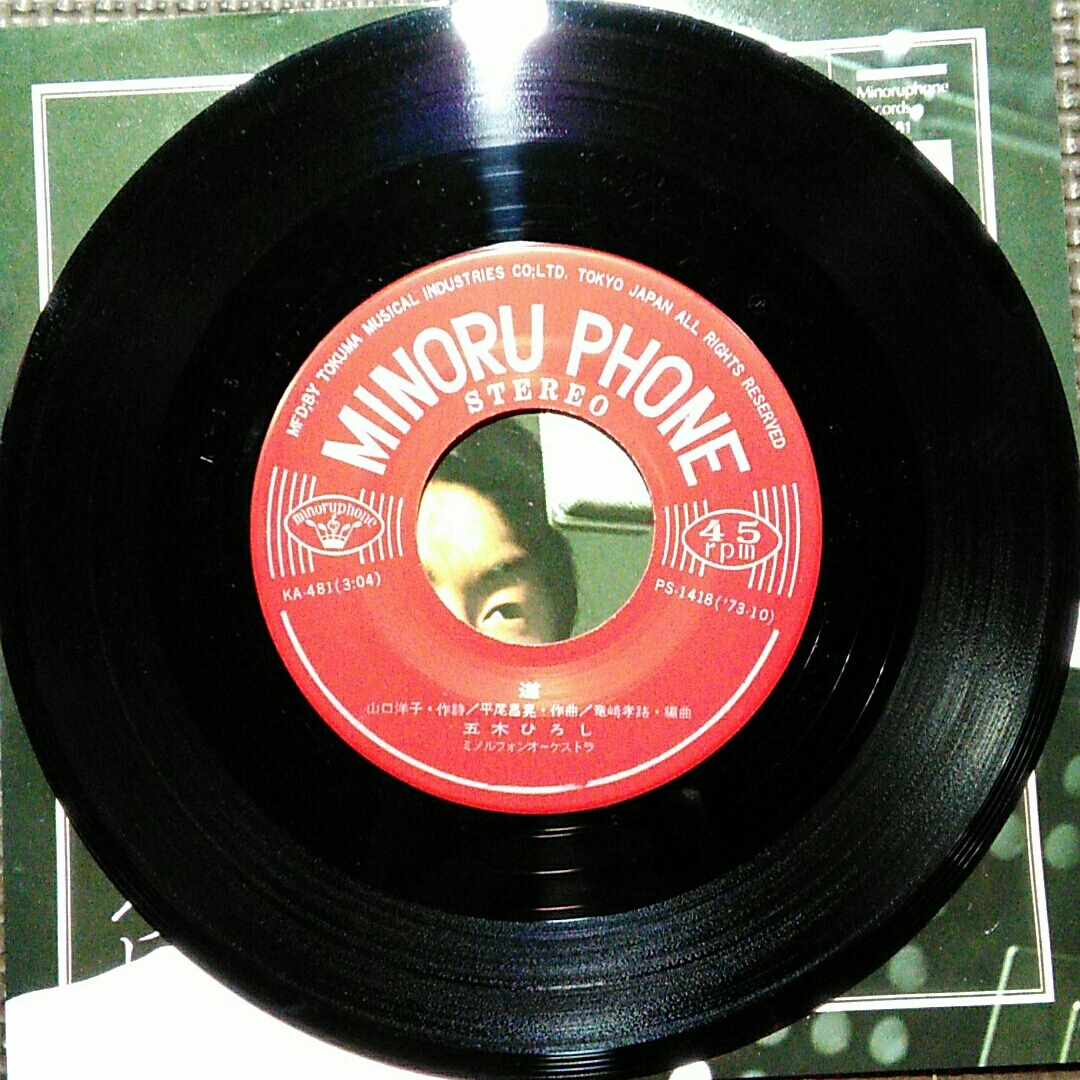 Minoruphone
MFD;BY TOKUMA MUSICAL INDUSTRIES CO;LTD. TOKYO JAPAN ALL RIGHTS RESERVED
MINORU PHONE
STEREO
minoruphone
45
rpm
KA-481(3:04)
PS-1418('73-10)
道
山口洋子・作詩/平尾昌晃・作曲/竜崎孝路・編曲
五木ひろし
ミノルフォンオーケストラ